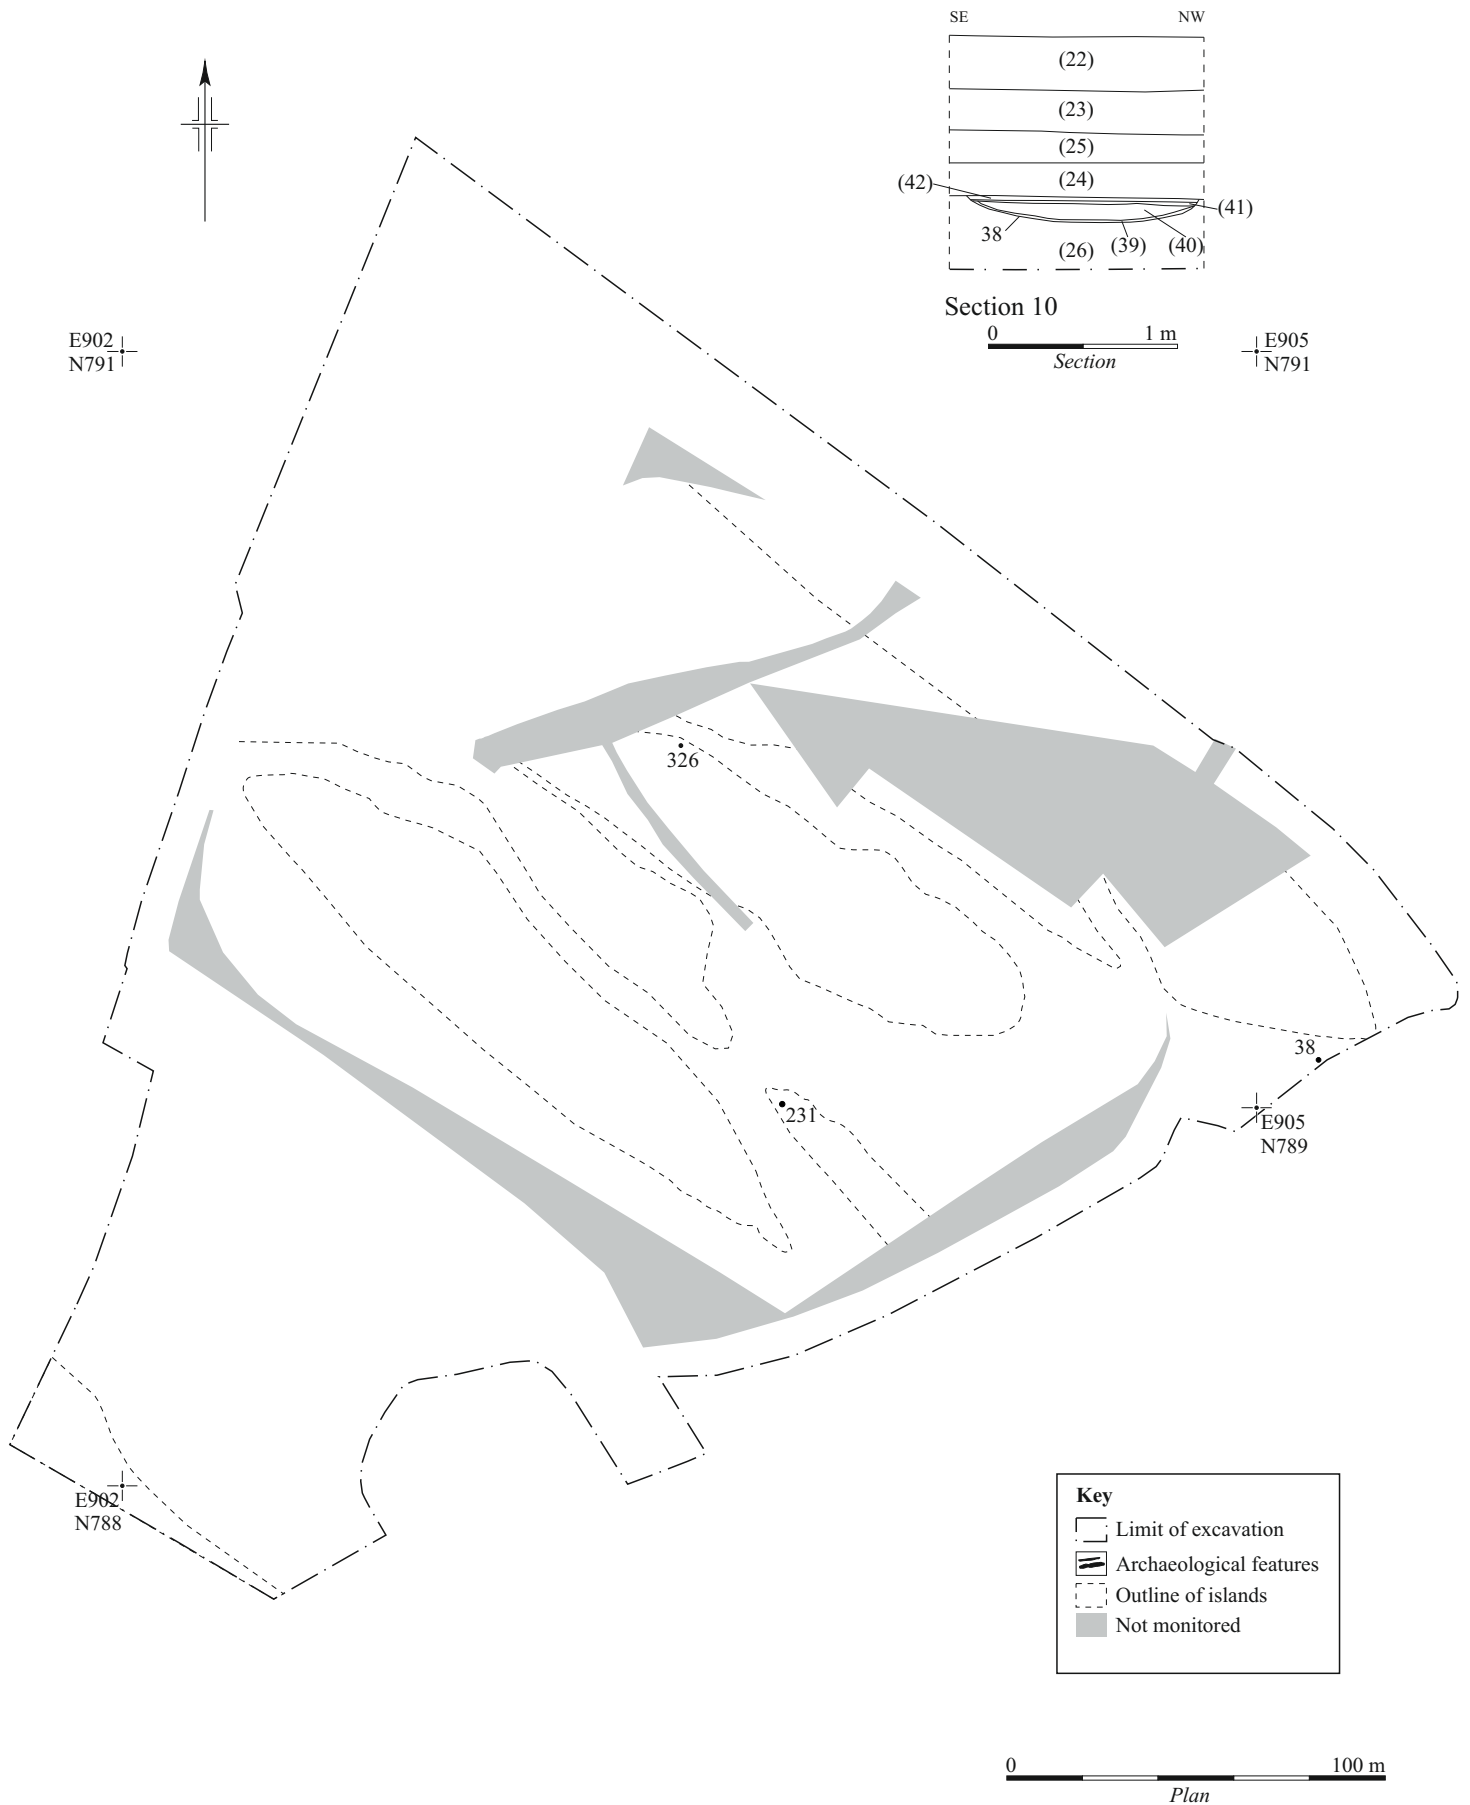 SE NW
(22)
(23)
(25)
(24)
(42)
(41)
38
(26)
(39)
(40)
Section 10
0 1 m
Section
E902
N791
E905
N791
326
38
231
E905
N789
E902
N788
Key
Limit of excavation
Archaeological features
Outline of islands
Not monitored
0 100 m
Plan